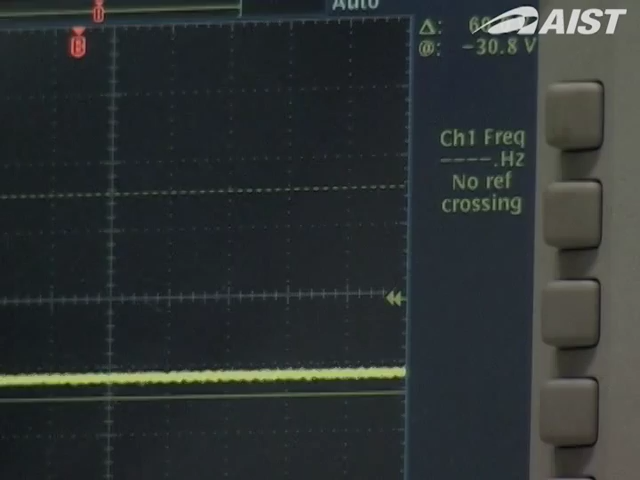 Auto
AIST
Δ:
@: -30.8 V
Ch1 Freq
----.Hz
No ref
crossing